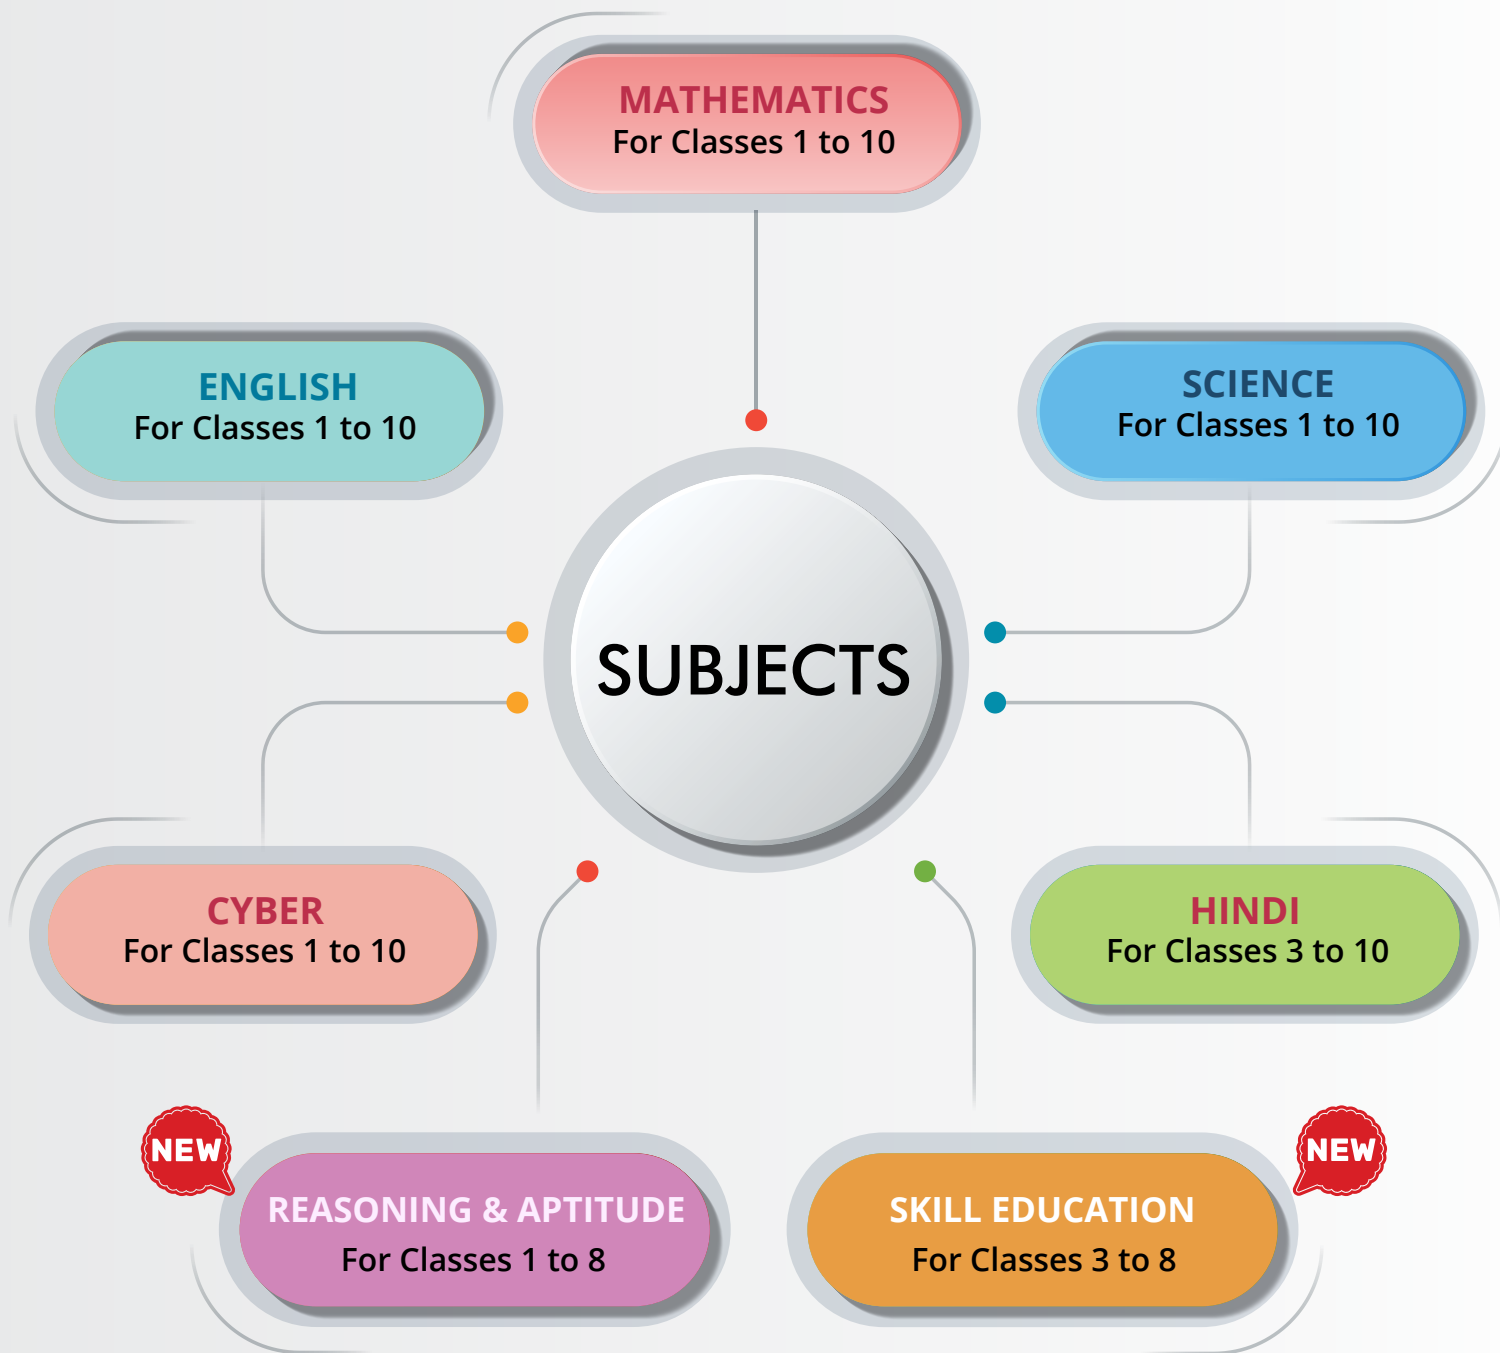 MATHEMATICS
For Classes 1 to 10
ENGLISH
For Classes 1 to 10
SCIENCE
For Classes 1 to 10
SUBJECTS
CYBER
For Classes 1 to 10
HINDI
For Classes 3 to 10
NEW
REASONING & APTITUDE
For Classes 1 to 8
SKILL EDUCATION
For Classes 3 to 8
NEW